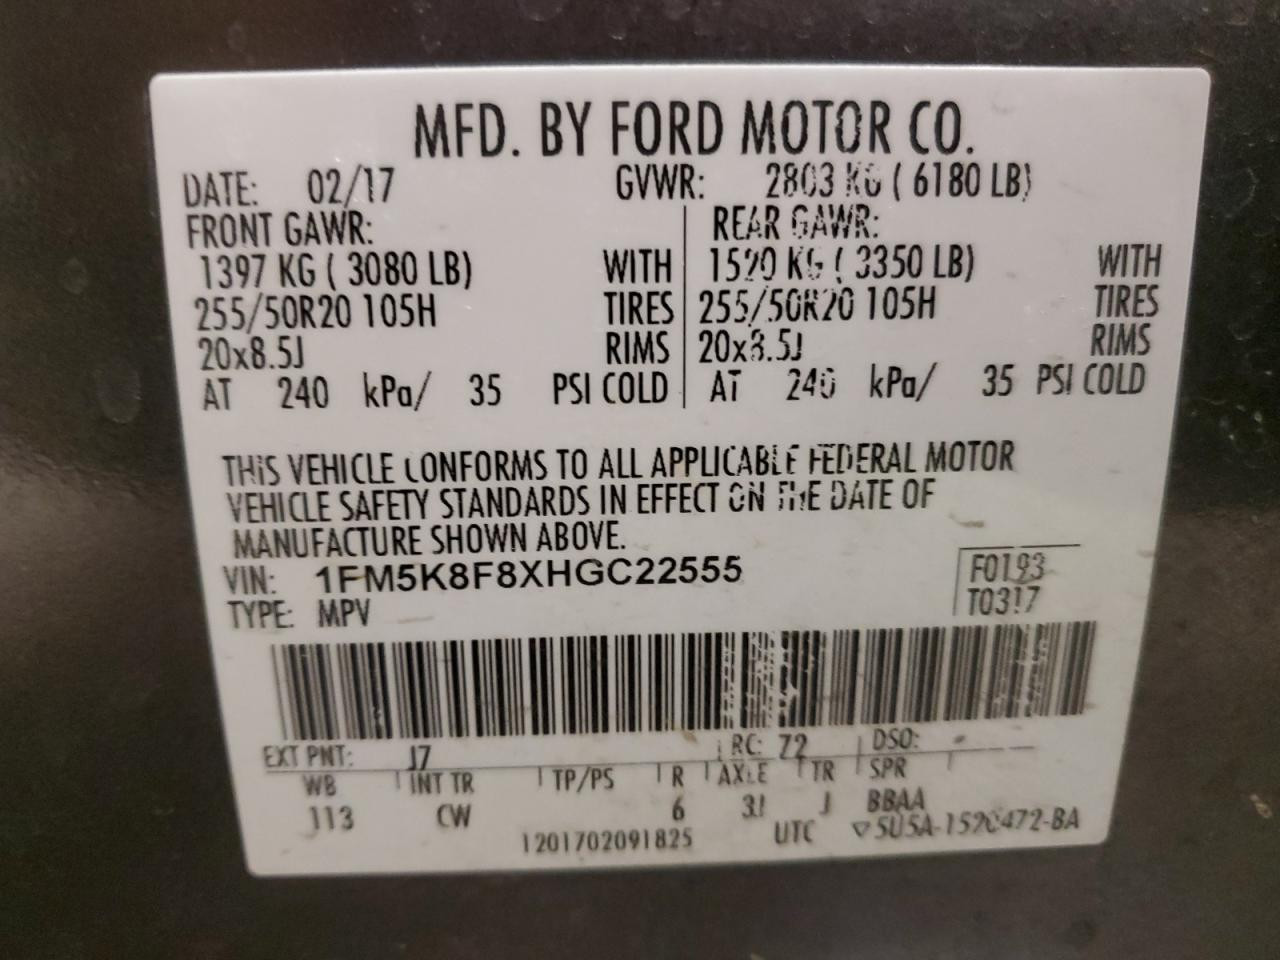 MFD. BY FORD MOTOR CO.
DATE: 02/17 GVWR: 2803 KG ( 6180 LB)
FRONT GAWR: REAR GAWR:
1397 KG ( 3080 LB) WITH 1520 KG ( 3350 LB) WITH
255/50R20 105H TIRES 255/50R20 105H TIRES
20x8.5J RIMS 20x8.5J RIMS
AT 240 kPa/ 35 PSI COLD AT 240 kPa/ 35 PSI COLD
THIS VEHICLE CONFORMS TO ALL APPLICABLE FEDERAL MOTOR
VEHICLE SAFETY STANDARDS IN EFFECT ON THE DATE OF
MANUFACTURE SHOWN ABOVE.
VIN: 1FM5K8F8XHGC22555 F0193
TYPE: MPV T0317
EXT PNT: J7 RC: 72 DSO:
WB INT TR TP/PS R AXLE TR SPR
113 CW 6 3J J BBAA
1201702091825 UTC ▽5U5A-1520472-BA